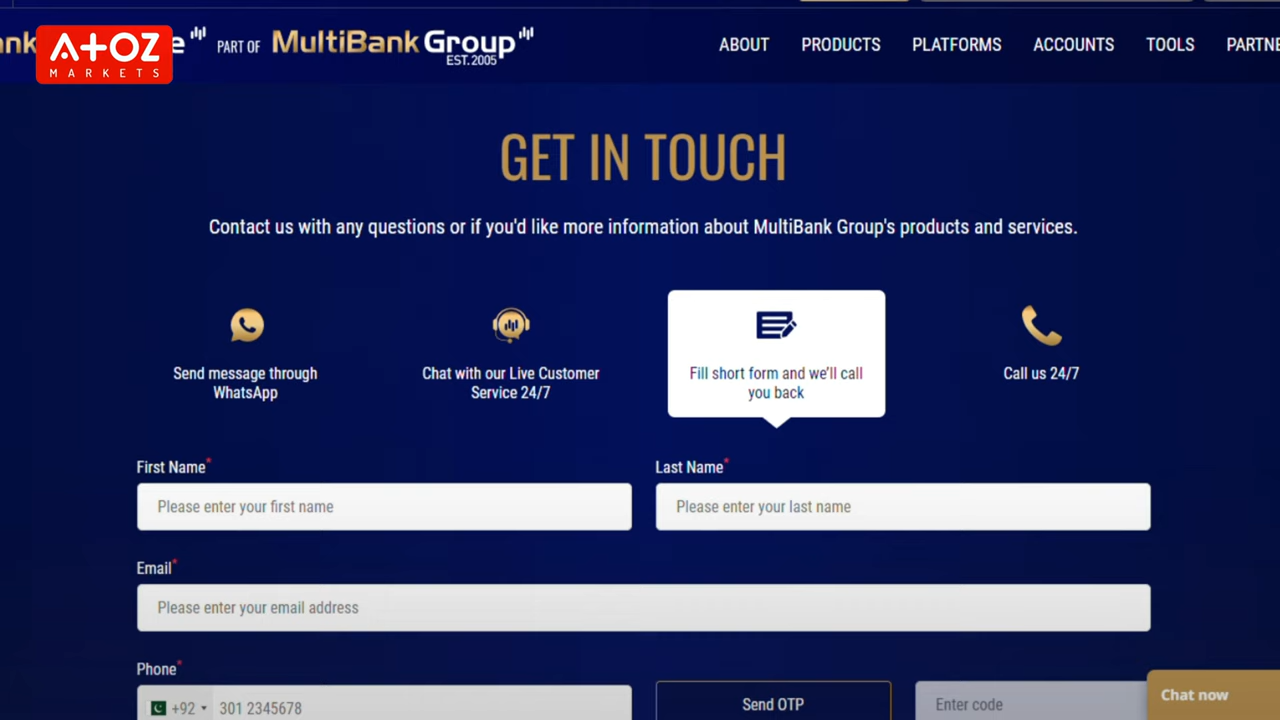 ank
e
A+OZ
MARKETS
PART OF
MultiBank Group
EST. 2005
ABOUT
PRODUCTS
PLATFORMS
ACCOUNTS
TOOLS
PARTNE
GET IN TOUCH
Contact us with any questions or if you'd like more information about MultiBank Group's products and services.
Send message through
WhatsApp
Chat with our Live Customer
Service 24/7
Fill short form and we'll call
you back
Call us 24/7
First Name*
Last Name*
Please enter your first name
Please enter your last name
Email*
Please enter your email address
Phone*
+92
301 2345678
Send OTP
Enter code
Chat now